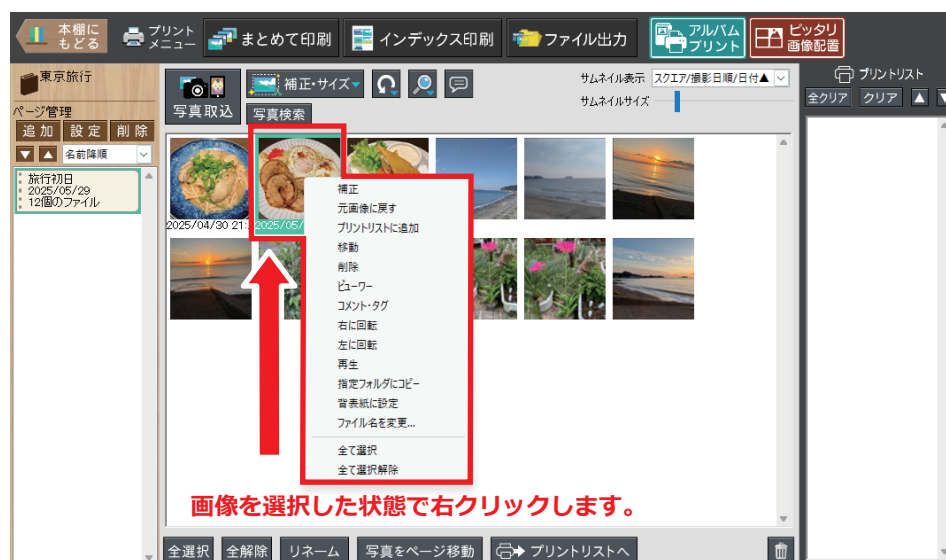 本棚に
もどる
プリント
メニュー
まとめて印刷
インデックス印刷
ファイル出力
アルバム
プリント
ピッタリ
画像配置
東京旅行
ページ管理
追加 設定 削除
名前降順
旅行初日
2025/05/29
12個のファイル
写真取込
補正・サイズ
写真検索
サムネイル表示 スクエア/撮影日順/日付▲
サムネイルサイズ
2025/04/30 21:
2025/05/
補正
元画像に戻す
プリントリストに追加
移動
削除
ビューワー
コメント・タグ
右に回転
左に回転
再生
指定フォルダにコピー
背表紙に設定
ファイル名を変更...
全て選択
全て選択解除
画像を選択した状態で右クリックします。
全選択 全解除 リネーム 写真をページ移動 プリントリストへ
プリントリスト
全クリア クリア